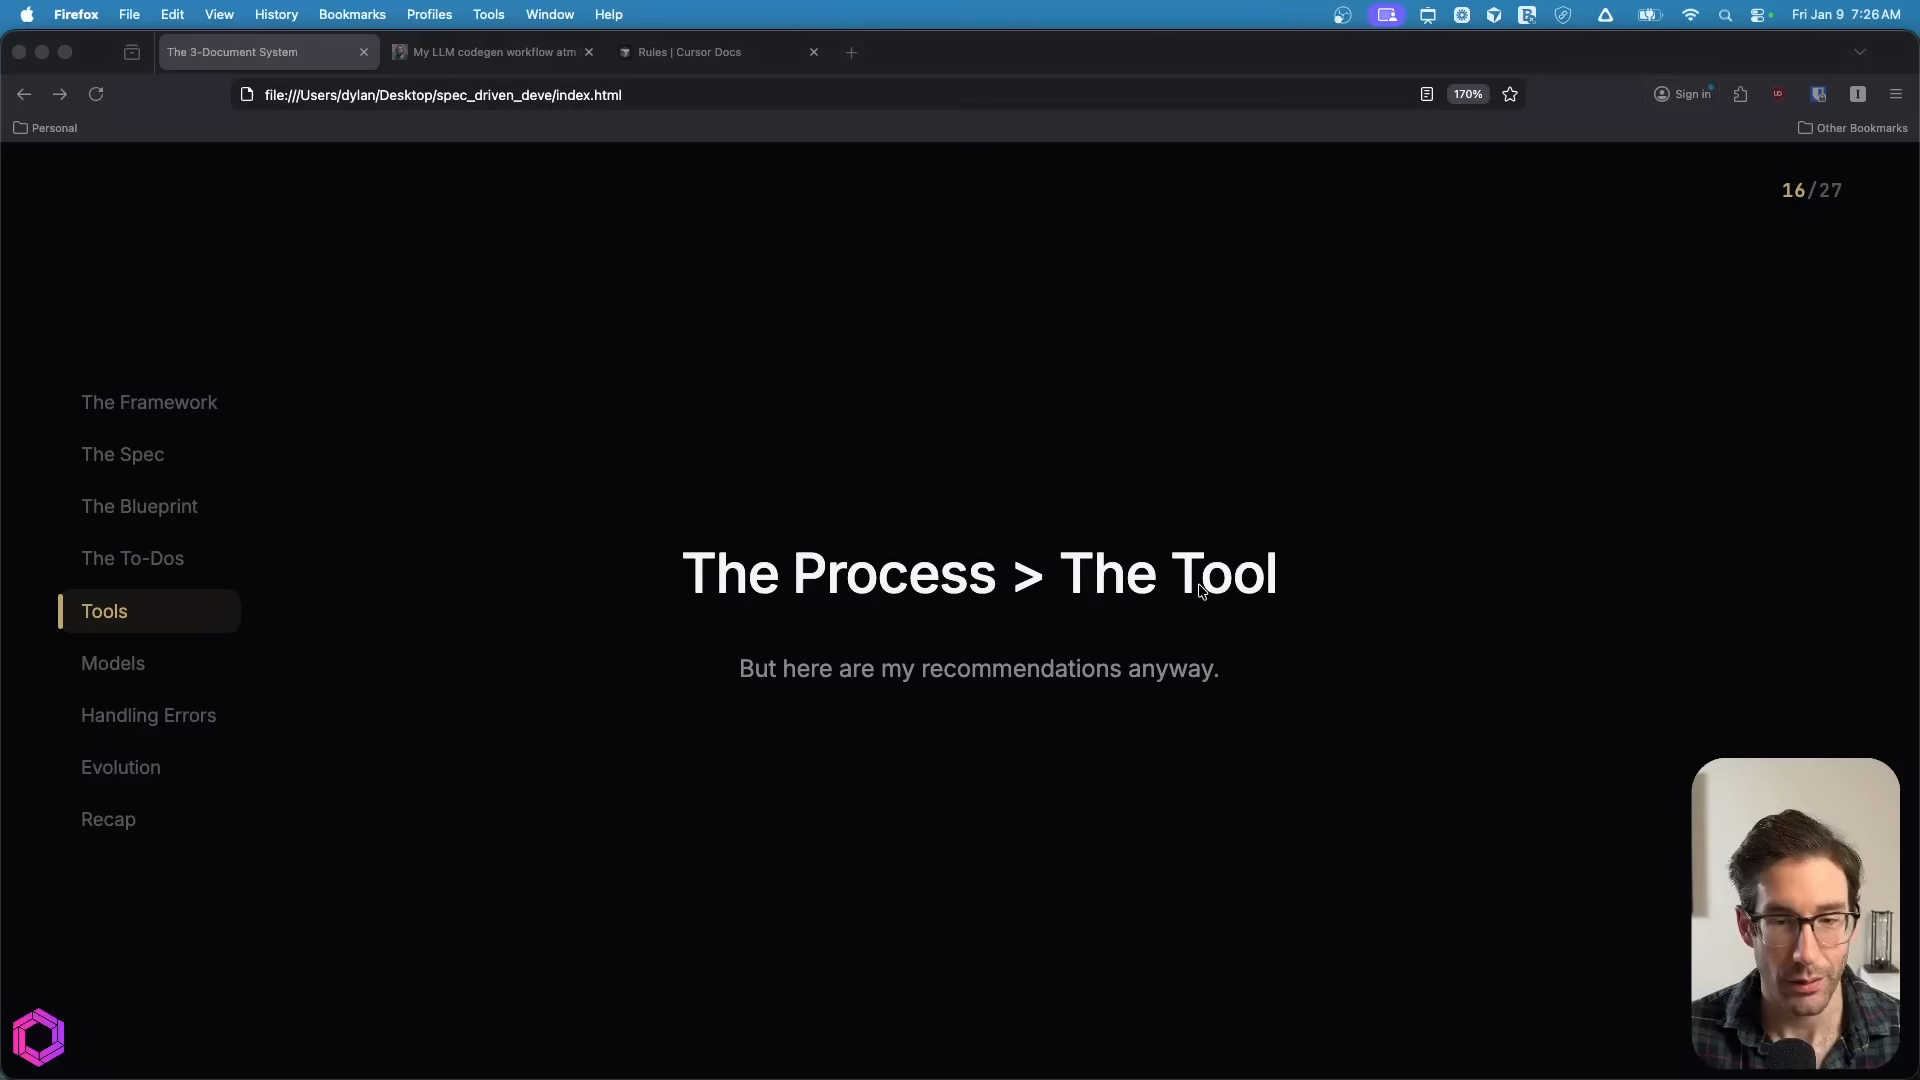 Firefox File Edit View History Bookmarks Profiles Tools Window Help Fri Jan 9 7:26AM
The 3-Document System My LLM codegen workflow atm Rules | Cursor Docs
file:///Users/dylan/Desktop/spec_driven_deve/index.html 170% Sign in
Personal Other Bookmarks
16/27
The Framework
The Spec
The Blueprint
The To-Dos
Tools
Models
Handling Errors
Evolution
Recap
The Process > The Tool
But here are my recommendations anyway.